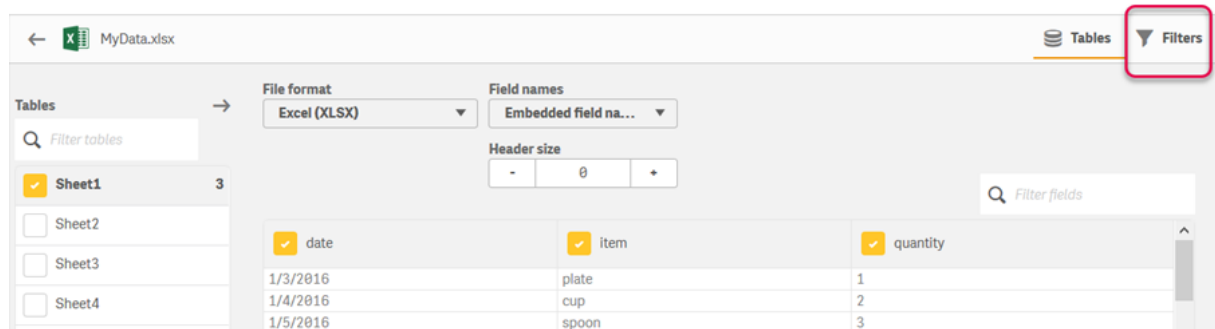 MyData.xlsx
Tables
Filters
Tables
Filter tables
Sheet1 3
Sheet2
Sheet3
Sheet4
File format
Excel (XLSX)
Field names
Embedded field na...
Header size
- 0 +
Filter fields
date item quantity
1/3/2016 plate 1
1/4/2016 cup 2
1/5/2016 spoon 3